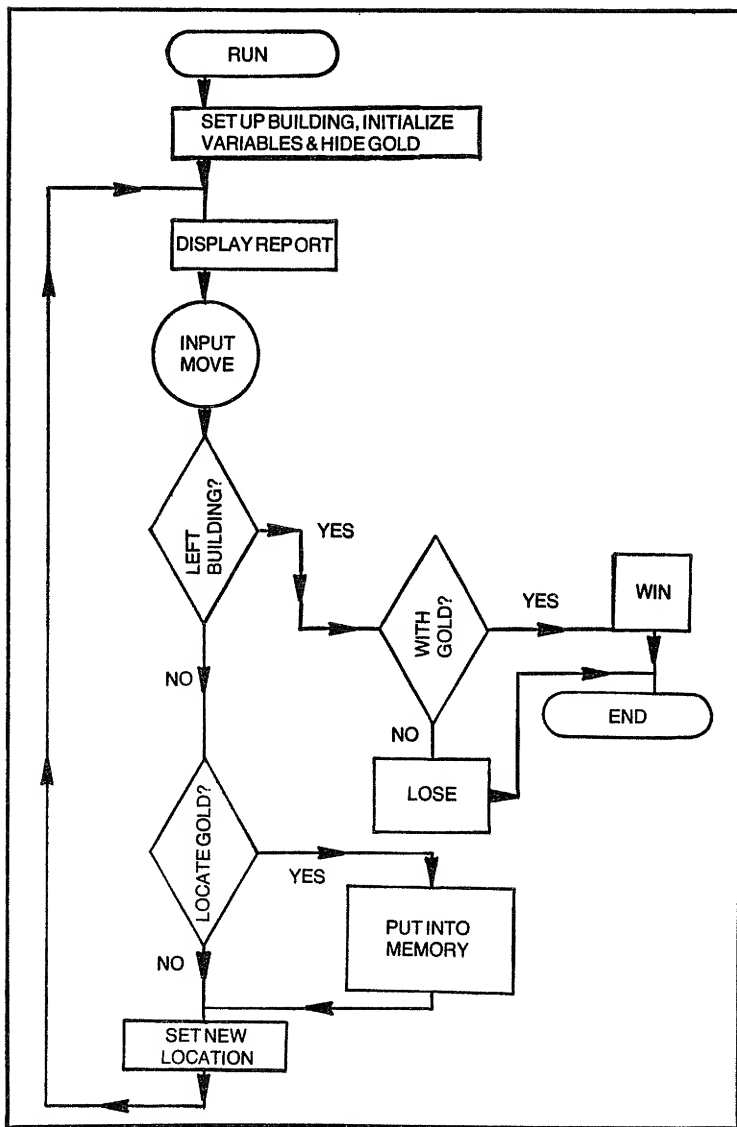 RUN
SET UP BUILDING, INITIALIZE
VARIABLES & HIDE GOLD
DISPLAY REPORT
INPUT
MOVE
LEFT
BUILDING?
YES
WITH
GOLD?
YES
WIN
END
NO
LOSE
NO
LOCATE GOLD?
YES
PUT INTO
MEMORY
NO
SET NEW
LOCATION